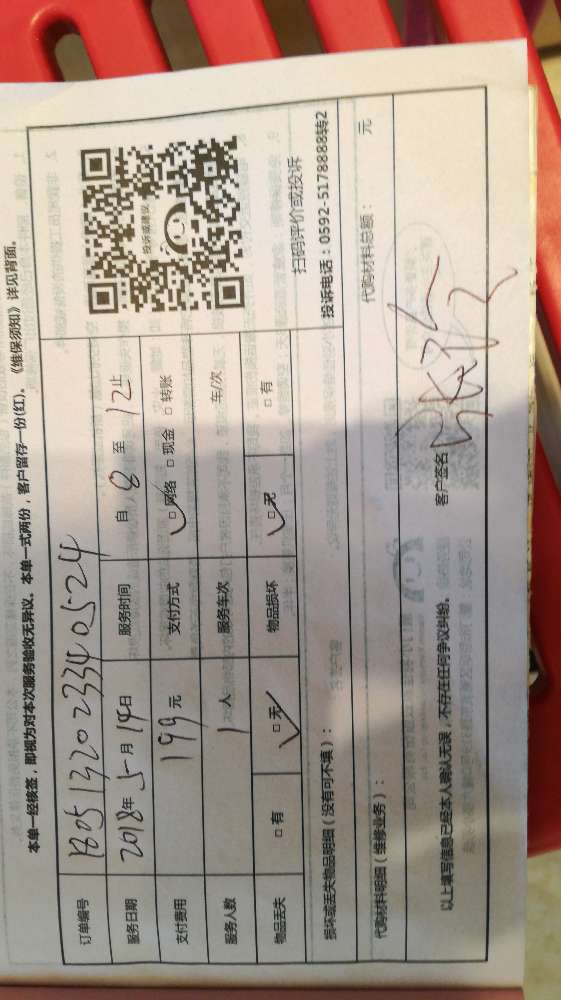 本单一经核签，即视为对本次服务验收无异议。本单一式两份，客户留存一份(红)。《维保须知》详见背面。
订单编号 1805132023340524
服务日期 2018年5月14日 服务时间 自8至12止
支付费用 199元 支付方式 □网络 □现金 □转账
服务人数 1人 服务车次 车/次
物品丢失 □有 □无 物品损坏 □无 □有
投诉或建议
扫码评价或投诉
投诉电话：0592-5178888转2
损坏或丢失物品明细（没有可不填）：
代购材料明细（维修业务）： 代购材料总额： 元
以上填写信息已经本人确认无误，不存在任何争议纠纷。 客户签名